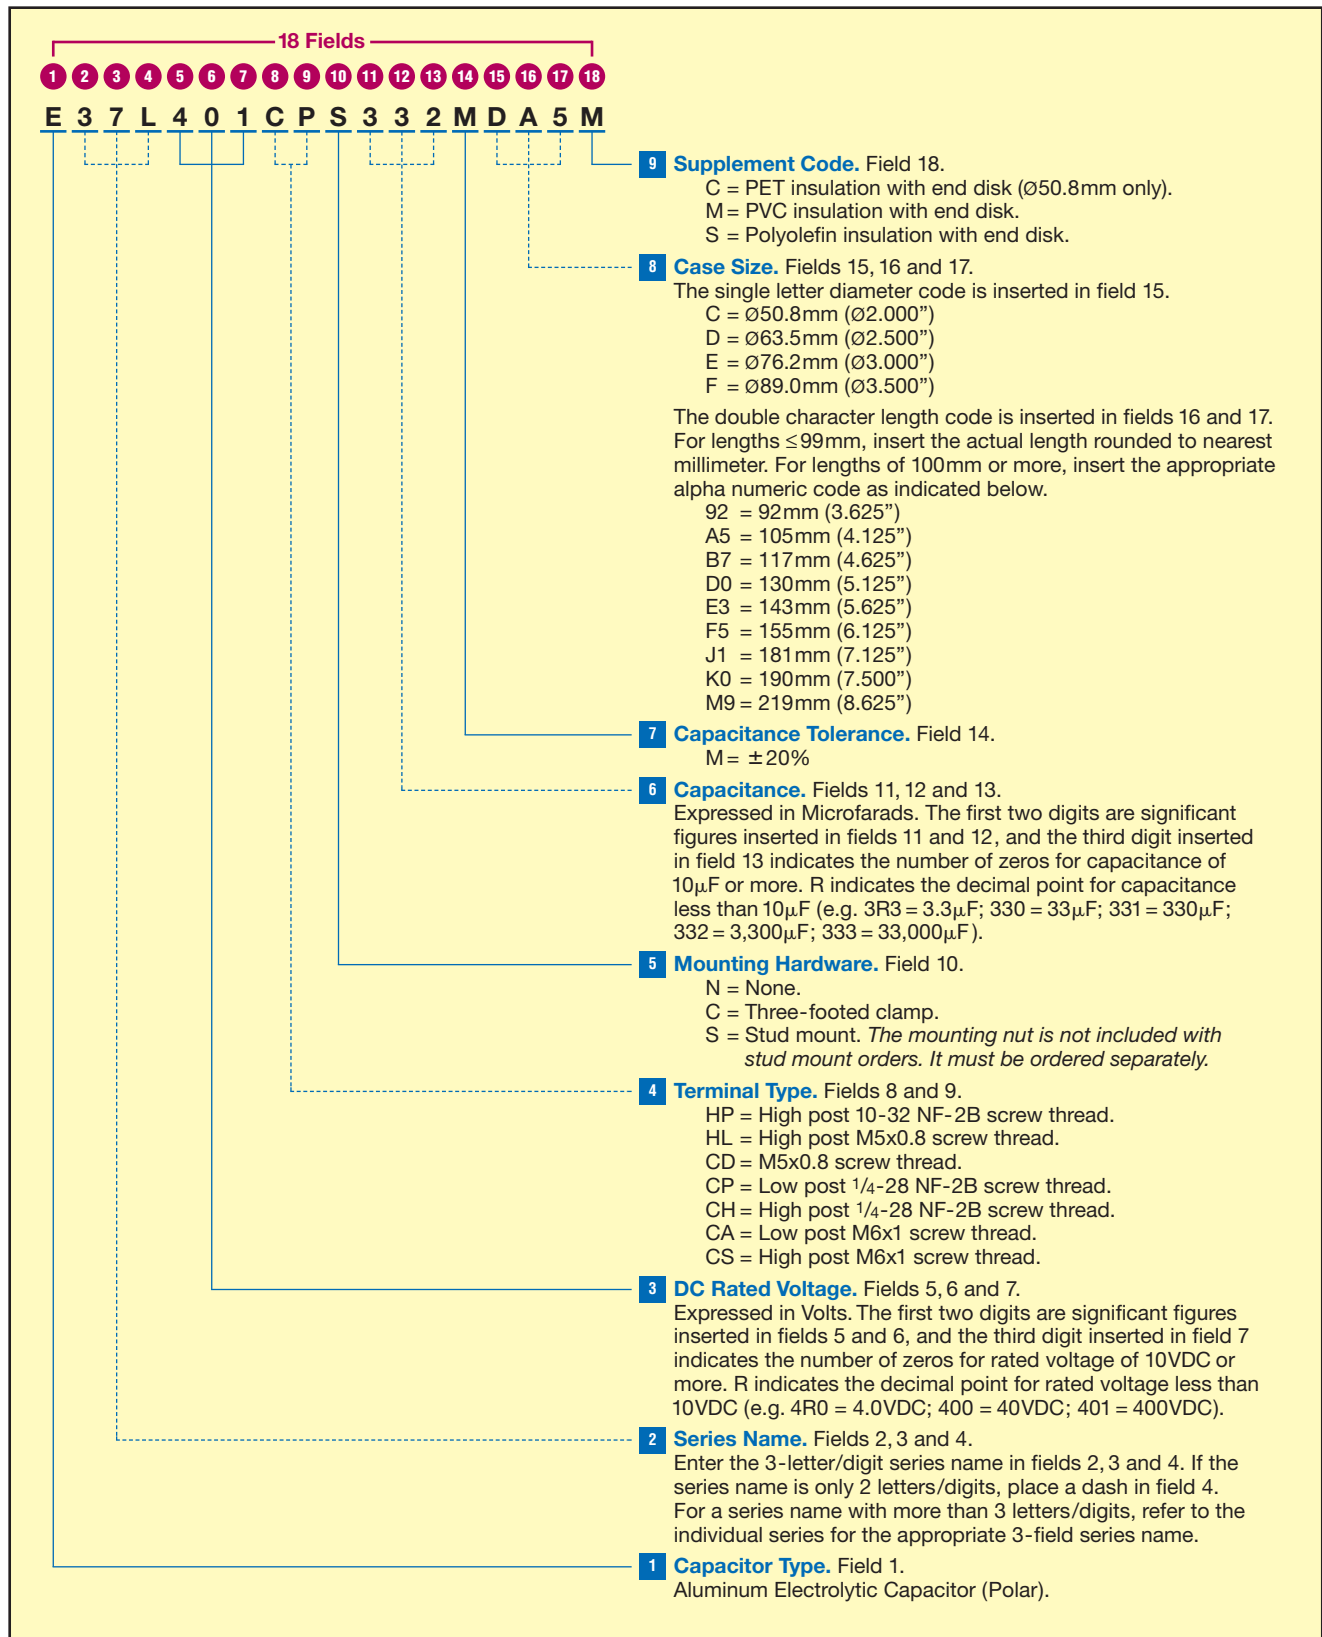 18 Fields
1 2 3 4 5 6 7 8 9 10 11 12 13 14 15 16 17 18
E 3 7 L 4 0 1 C P S 3 3 2 M D A 5 M
9 Supplement Code. Field 18.
C = PET insulation with end disk (Ø50.8mm only).
M = PVC insulation with end disk.
S = Polyolefin insulation with end disk.
8 Case Size. Fields 15, 16 and 17.
The single letter diameter code is inserted in field 15.
C = Ø50.8mm (Ø2.000”)
D = Ø63.5mm (Ø2.500”)
E = Ø76.2mm (Ø3.000”)
F = Ø89.0mm (Ø3.500”)
The double character length code is inserted in fields 16 and 17.
For lengths ≤99mm, insert the actual length rounded to nearest
millimeter. For lengths of 100mm or more, insert the appropriate
alpha numeric code as indicated below.
92 = 92mm (3.625”)
A5 = 105mm (4.125”)
B7 = 117mm (4.625”)
D0 = 130mm (5.125”)
E3 = 143mm (5.625”)
F5 = 155mm (6.125”)
J1 = 181mm (7.125”)
K0 = 190mm (7.500”)
M9 = 219mm (8.625”)
7 Capacitance Tolerance. Field 14.
M = ±20%
6 Capacitance. Fields 11, 12 and 13.
Expressed in Microfarads. The first two digits are significant
figures inserted in fields 11 and 12, and the third digit inserted
in field 13 indicates the number of zeros for capacitance of
10µF or more. R indicates the decimal point for capacitance
less than 10µF (e.g. 3R3 = 3.3µF; 330 = 33µF; 331 = 330µF;
332 = 3,300µF; 333 = 33,000µF).
5 Mounting Hardware. Field 10.
N = None.
C = Three-footed clamp.
S = Stud mount. The mounting nut is not included with
stud mount orders. It must be ordered separately.
4 Terminal Type. Fields 8 and 9.
HP = High post 10-32 NF-2B screw thread.
HL = High post M5x0.8 screw thread.
CD = M5x0.8 screw thread.
CP = Low post 1/4-28 NF-2B screw thread.
CH = High post 1/4-28 NF-2B screw thread.
CA = Low post M6x1 screw thread.
CS = High post M6x1 screw thread.
3 DC Rated Voltage. Fields 5, 6 and 7.
Expressed in Volts. The first two digits are significant figures
inserted in fields 5 and 6, and the third digit inserted in field 7
indicates the number of zeros for rated voltage of 10VDC or
more. R indicates the decimal point for rated voltage less than
10VDC (e.g. 4R0 = 4.0VDC; 400 = 40VDC; 401 = 400VDC).
2 Series Name. Fields 2, 3 and 4.
Enter the 3-letter/digit series name in fields 2, 3 and 4. If the
series name is only 2 letters/digits, place a dash in field 4.
For a series name with more than 3 letters/digits, refer to the
individual series for the appropriate 3-field series name.
1 Capacitor Type. Field 1.
Aluminum Electrolytic Capacitor (Polar).